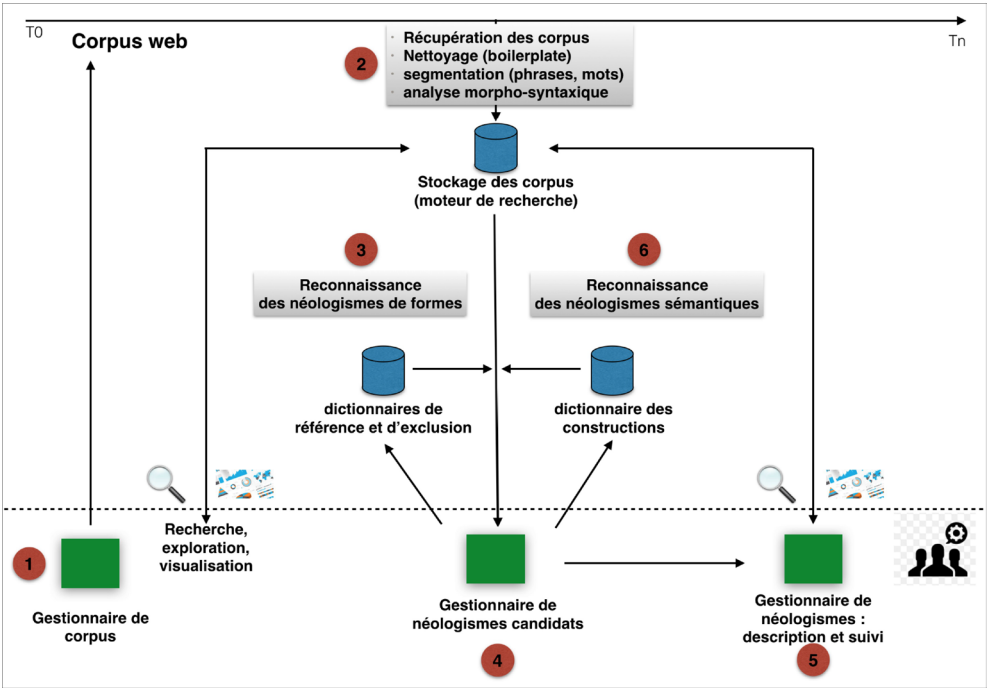 T0
Tn
Corpus web
2
· Récupération des corpus
· Nettoyage (boilerplate)
· segmentation (phrases, mots)
· analyse morpho-syntaxique
Stockage des corpus
(moteur de recherche)
3
6
Reconnaissance
des néologismes de formes
Reconnaissance
des néologismes sémantiques
dictionnaires de
référence et d'exclusion
dictionnaire des
constructions
Recherche,
exploration,
visualisation
1
Gestionnaire de
corpus
Gestionnaire de
néologismes candidats
4
Gestionnaire de
néologismes :
description et suivi
5